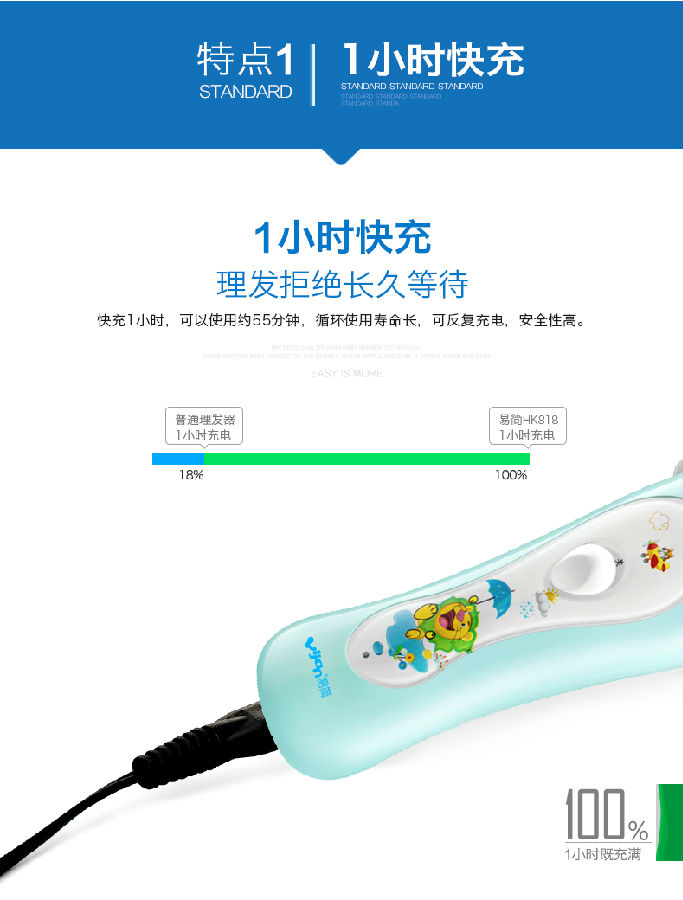 特点1
STANDARD
1小时快充
STANDARD STANDARD STANDARD
STANDARD STANDARD STANDARD
STANDARD STANDA
1小时快充
理发拒绝长久等待
快充1小时，可以使用约55分钟，循环使用寿命长，可反复充电，安全性高。
EASY IS MORE
普通理发器
1小时充电
易简HK818
1小时充电
18%
100%
yijan易简
100%
1小时既充满